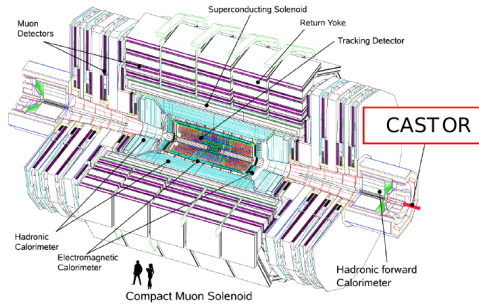 Superconducting Solenoid
Muon
Detectors
Return Yoke
Tracking Detector
CASTOR
Hadronic
Calorimeter
Electromagnetic
Calorimeter
Hadronic forward
Calorimeter
Compact Muon Solenoid